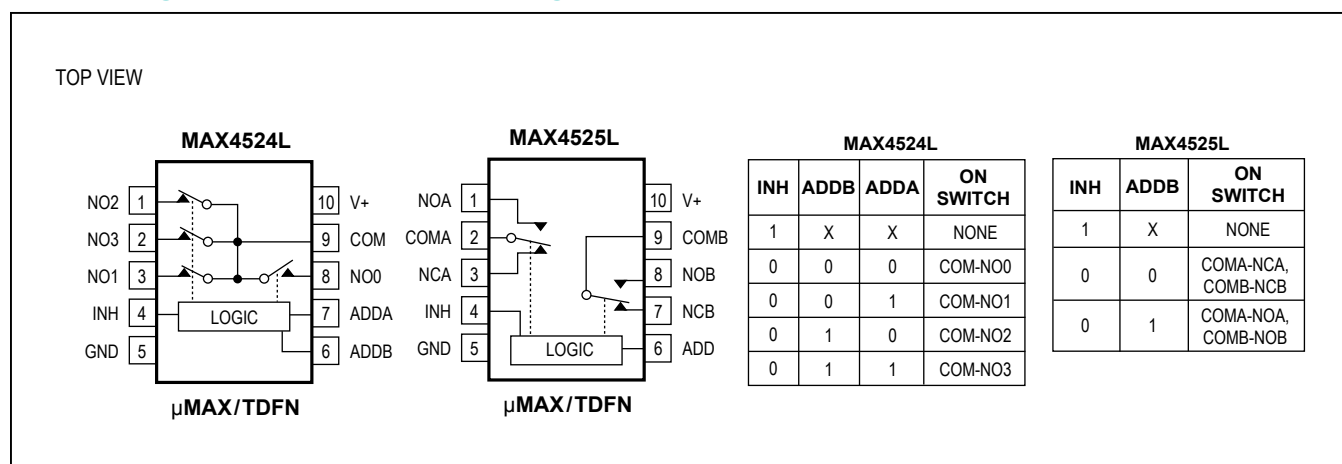 TOP VIEW
MAX4524L
NO2 1
NO3 2
NO1 3
INH 4
GND 5
10 V+
9 COM
8 NO0
7 ADDA
6 ADDB
LOGIC
µMAX/TDFN
MAX4525L
NOA 1
COMA 2
NCA 3
INH 4
GND 5
10 V+
9 COMB
8 NOB
7 NCB
6 ADD
LOGIC
µMAX/TDFN
MAX4524L
INH ADDB ADDA ON SWITCH
1 X X NONE
0 0 0 COM-NO0
0 0 1 COM-NO1
0 1 0 COM-NO2
0 1 1 COM-NO3
MAX4525L
INH ADDB ON SWITCH
1 X NONE
0 0 COMA-NCA, COMB-NCB
0 1 COMA-NOA, COMB-NOB